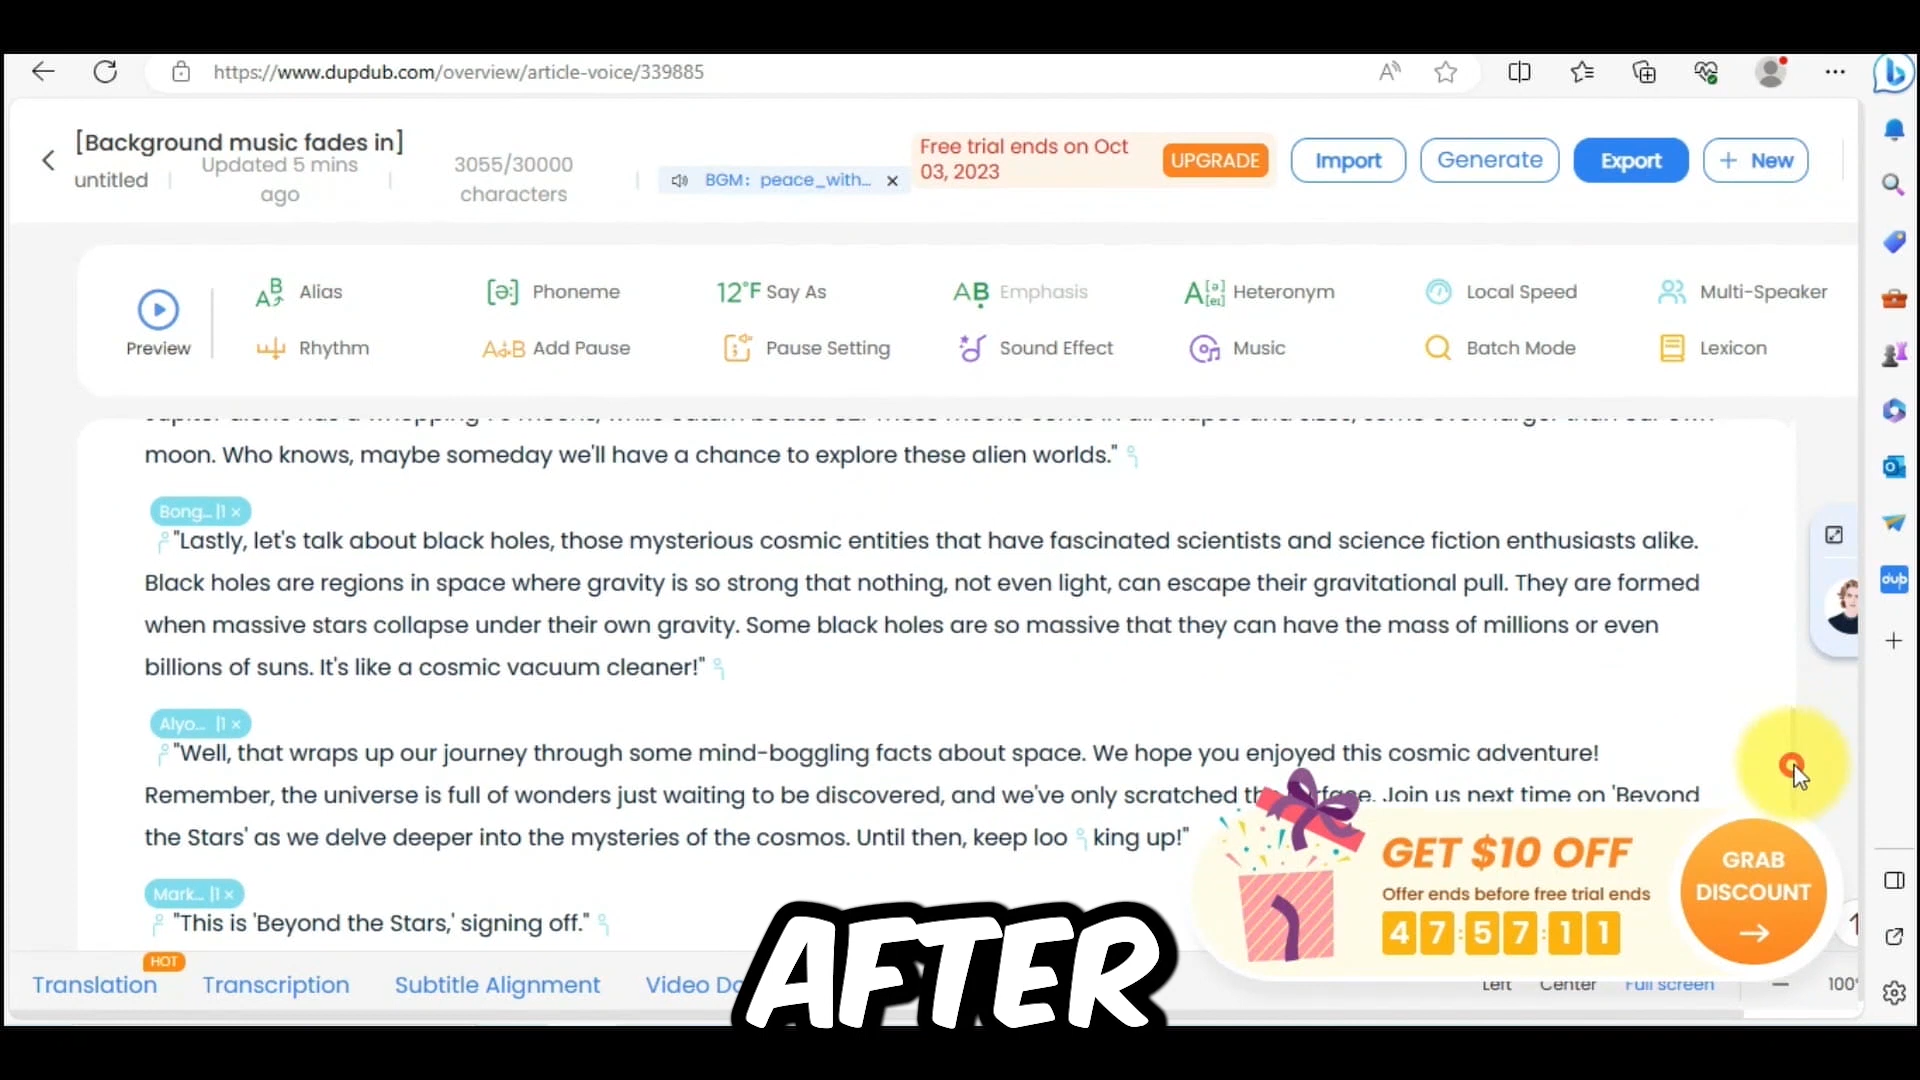 https://www.dupdub.com/overview/article-voice/339885
[Background music fades in]
untitled
Updated 5 mins ago
3055/30000 characters
BGM: peace_with...
Free trial ends on Oct 03, 2023
UPGRADE
Import
Generate
Export
+ New
Preview
Alias
Phoneme
12°F Say As
Emphasis
Heteronym
Local Speed
Multi-Speaker
Rhythm
Add Pause
Pause Setting
Sound Effect
Music
Batch Mode
Lexicon
moon. Who knows, maybe someday we'll have a chance to explore these alien worlds."
Bong... |1 ×
"Lastly, let's talk about black holes, those mysterious cosmic entities that have fascinated scientists and science fiction enthusiasts alike.
Black holes are regions in space where gravity is so strong that nothing, not even light, can escape their gravitational pull. They are formed
when massive stars collapse under their own gravity. Some black holes are so massive that they can have the mass of millions or even
billions of suns. It's like a cosmic vacuum cleaner!"
Alyo... |1 ×
"Well, that wraps up our journey through some mind-boggling facts about space. We hope you enjoyed this cosmic adventure!
Remember, the universe is full of wonders just waiting to be discovered, and we've only scratched Join us next time on 'Beyond
the Stars' as we delve deeper into the mysteries of the cosmos. Until then, keep loo king up!"
Mark... |1 ×
"This is 'Beyond the Stars,' signing off."
GET $10 OFF
Offer ends before free trial ends
47:57:11
GRAB DISCOUNT
HOT
Translation
Transcription
Subtitle Alignment
Video
Left
Center
Full screen
100
AFTER
dub